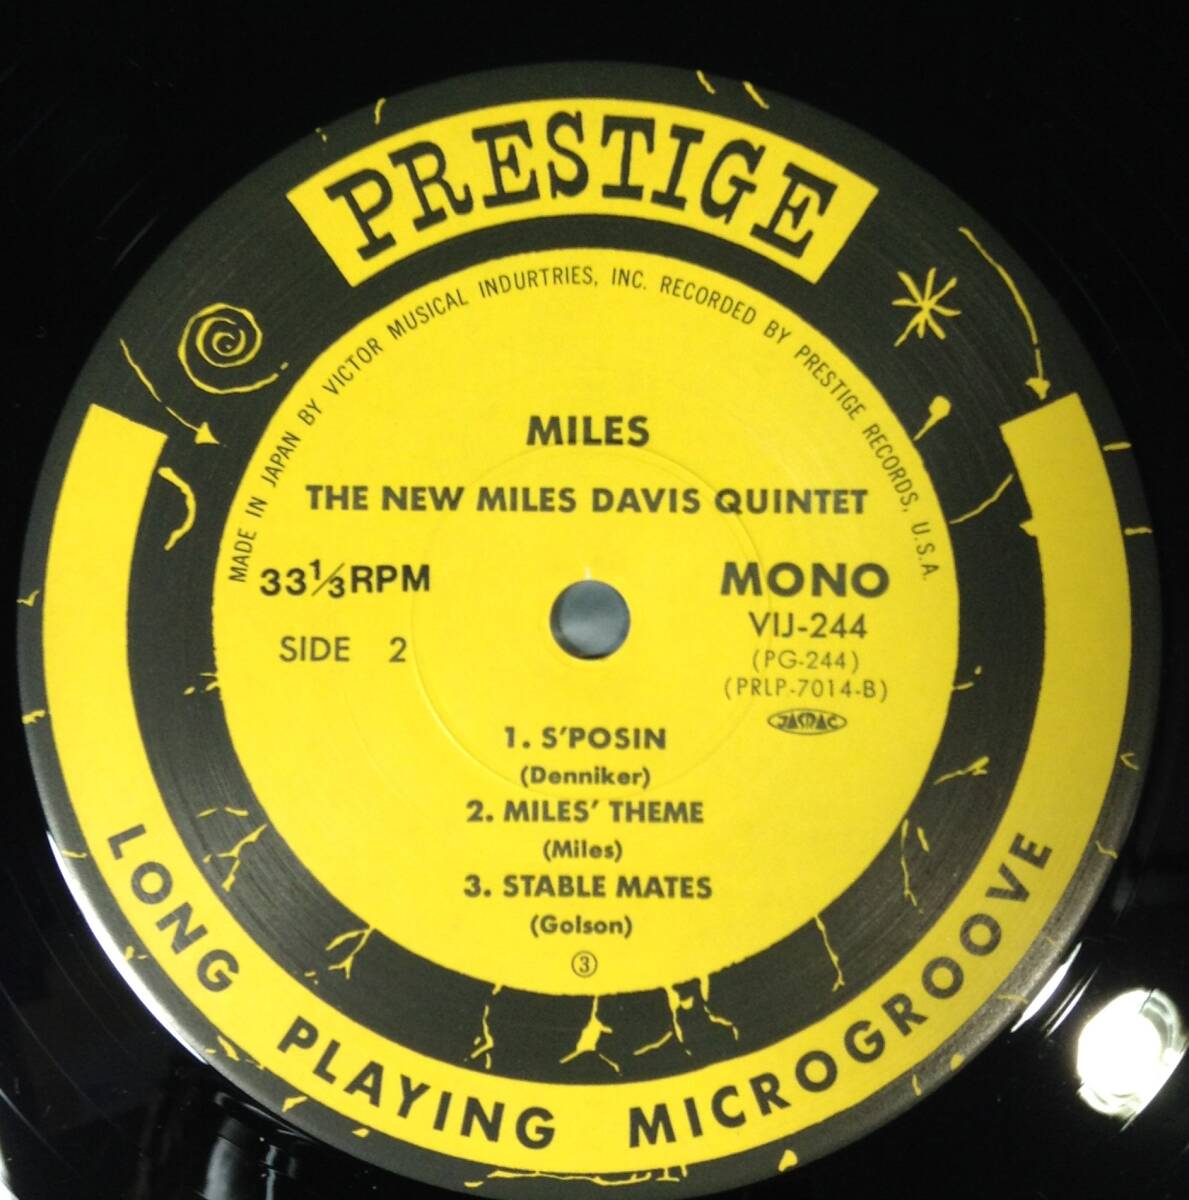 PRESTIGE
MADE IN JAPAN BY VICTOR MUSICAL INDURTRIES, INC. RECORDED BY PRESTIGE RECORDS, U.S.A.
MILES
THE NEW MILES DAVIS QUINTET
33⅓RPM
SIDE 2
MONO
VIJ-244
(PG-244)
(PRLP-7014-B)
JASRAC
1. S'POSIN
(Denniker)
2. MILES' THEME
(Miles)
3. STABLE MATES
(Golson)
③
LONG PLAYING MICROGROOVE